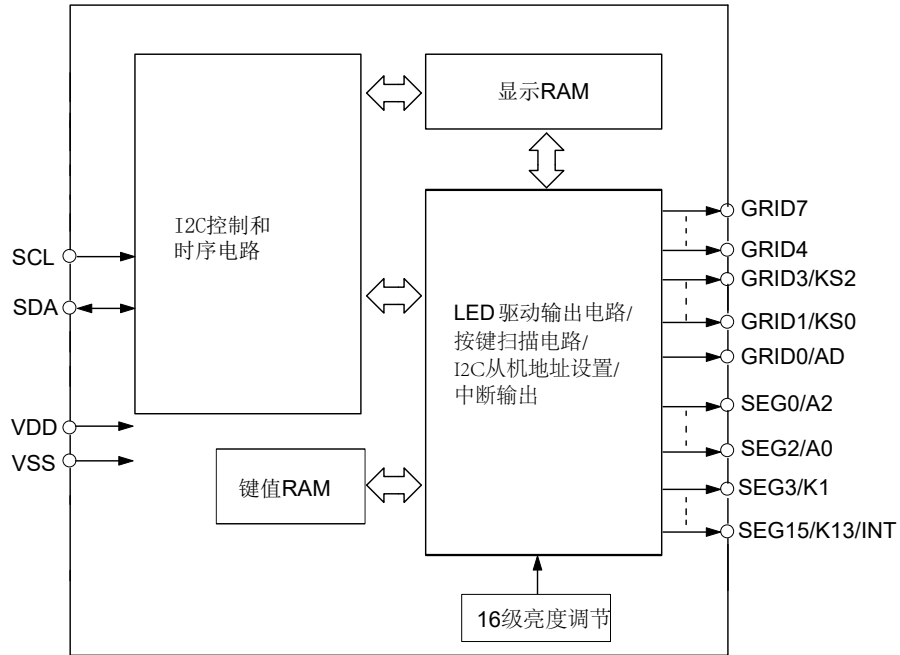 显示RAM
I2C控制和
时序电路
SCL
SDA
VDD
VSS
LED 驱动输出电路/
按键扫描电路/
I2C从机地址设置/
中断输出
键值RAM
16级亮度调节
GRID7
GRID4
GRID3/KS2
GRID1/KS0
GRID0/AD
SEG0/A2
SEG2/A0
SEG3/K1
SEG15/K13/INT